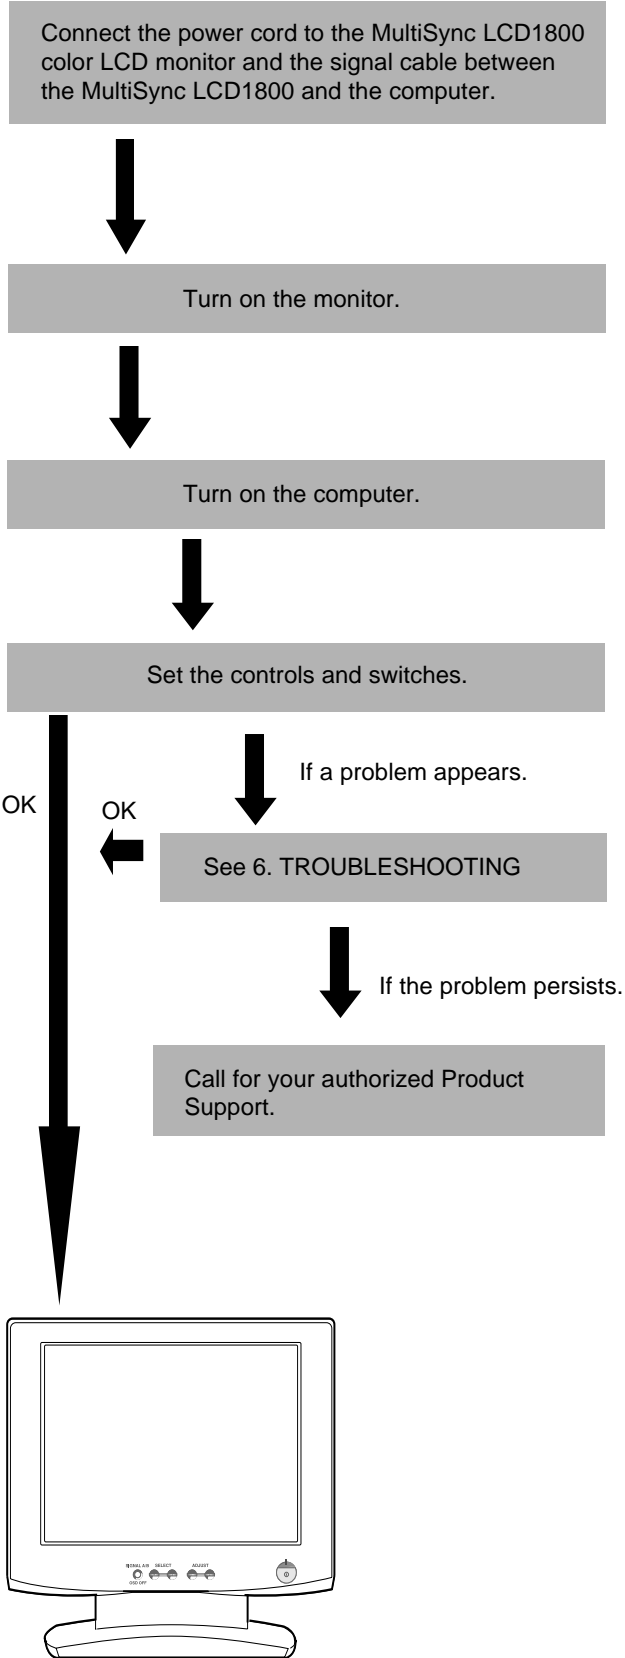 Connect the power cord to the MultiSync LCD1800
color LCD monitor and the signal cable between
the MultiSync LCD1800 and the computer.
Turn on the monitor.
Turn on the computer.
Set the controls and switches.
If a problem appears.
OK
OK
See 6. TROUBLESHOOTING
If the problem persists.
Call for your authorized Product
Support.
SIGNAL A/B SELECT ADJUST
OSD OFF